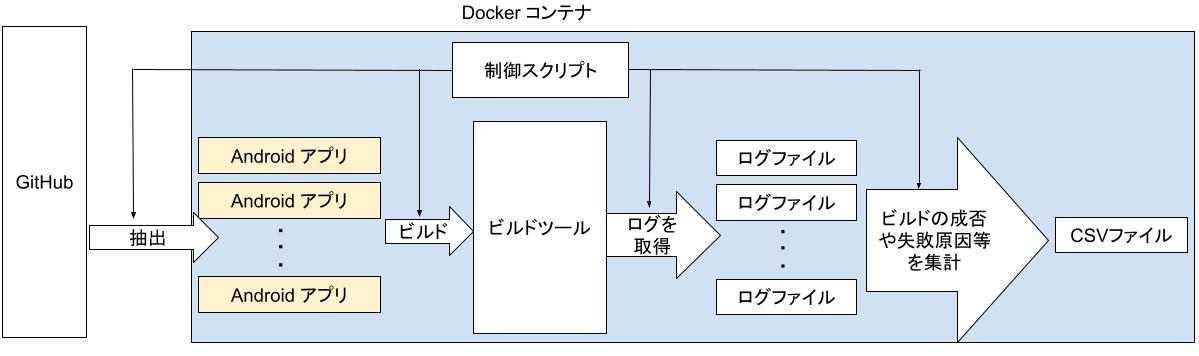 Docker コンテナ
制御スクリプト
GitHub
抽出
Android アプリ
Android アプリ
Android アプリ
ビルド
ビルドツール
ログを
取得
ログファイル
ログファイル
ログファイル
ビルドの成否
や失敗原因等
を集計
CSVファイル